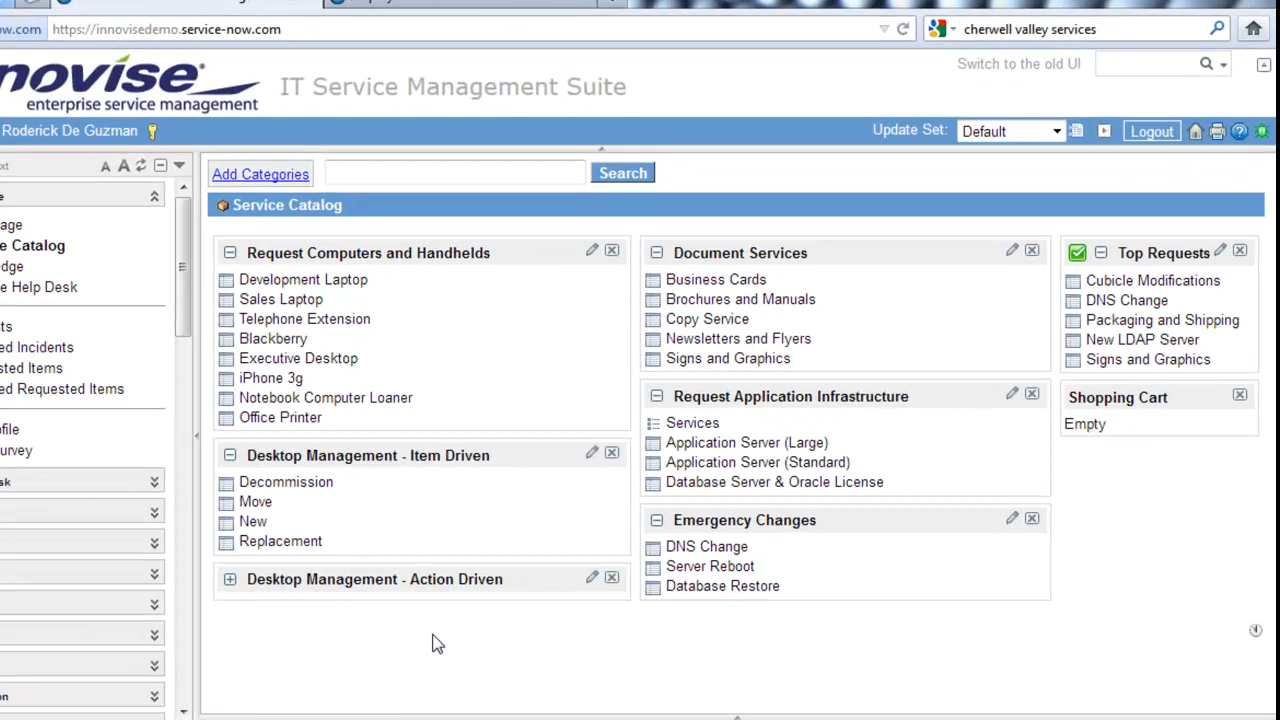 ow.com
https://innovisedemo.service-now.com
cherwell valley services
novise
enterprise service management
IT Service Management Suite
Switch to the old UI
Roderick De Guzman
Update Set:
Default
Logout
Add Categories
Search
Service Catalog
age
e Catalog
edge
e Help Desk
ts
ed Incidents
sted Items
ed Requested Items
ofile
urvey
sk
on
Request Computers and Handhelds
Development Laptop
Sales Laptop
Telephone Extension
Blackberry
Executive Desktop
iPhone 3g
Notebook Computer Loaner
Office Printer
Desktop Management - Item Driven
Decommission
Move
New
Replacement
Desktop Management - Action Driven
Document Services
Business Cards
Brochures and Manuals
Copy Service
Newsletters and Flyers
Signs and Graphics
Request Application Infrastructure
Services
Application Server (Large)
Application Server (Standard)
Database Server & Oracle License
Emergency Changes
DNS Change
Server Reboot
Database Restore
Top Requests
Cubicle Modifications
DNS Change
Packaging and Shipping
New LDAP Server
Signs and Graphics
Shopping Cart
Empty